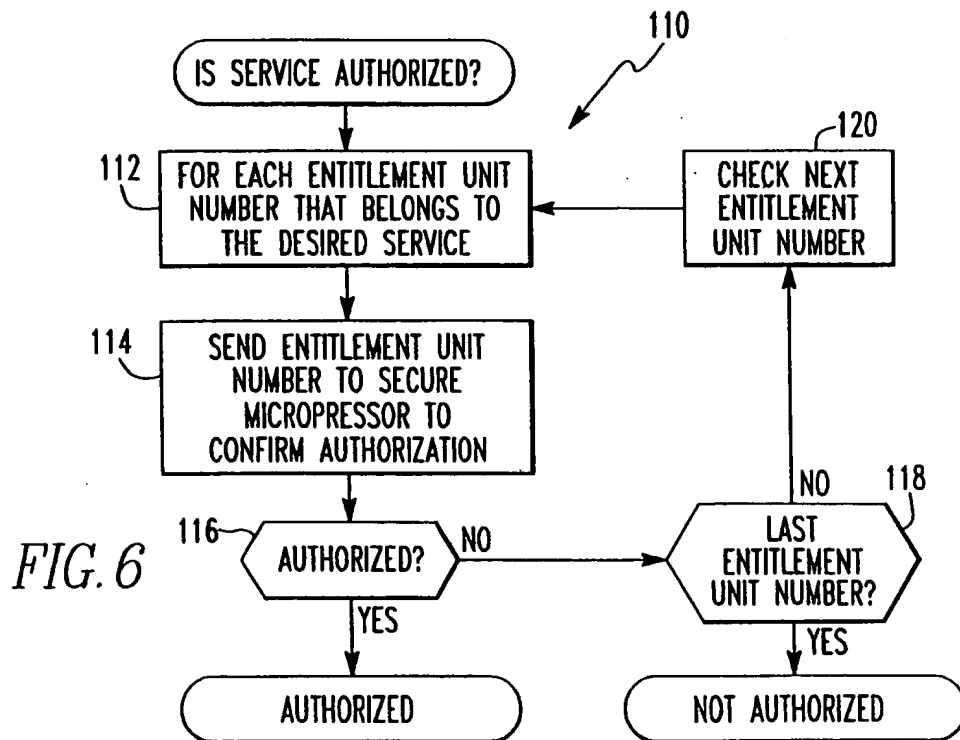 110
IS SERVICE AUTHORIZED?
112
FOR EACH ENTITLEMENT UNIT
NUMBER THAT BELONGS TO
THE DESIRED SERVICE
120
CHECK NEXT
ENTITLEMENT
UNIT NUMBER
114
SEND ENTITLEMENT UNIT
NUMBER TO SECURE
MICROPRESSOR TO
CONFIRM AUTHORIZATION
116
AUTHORIZED?
NO
YES
118
LAST
ENTITLEMENT
UNIT NUMBER?
NO
YES
FIG. 6
AUTHORIZED
NOT AUTHORIZED